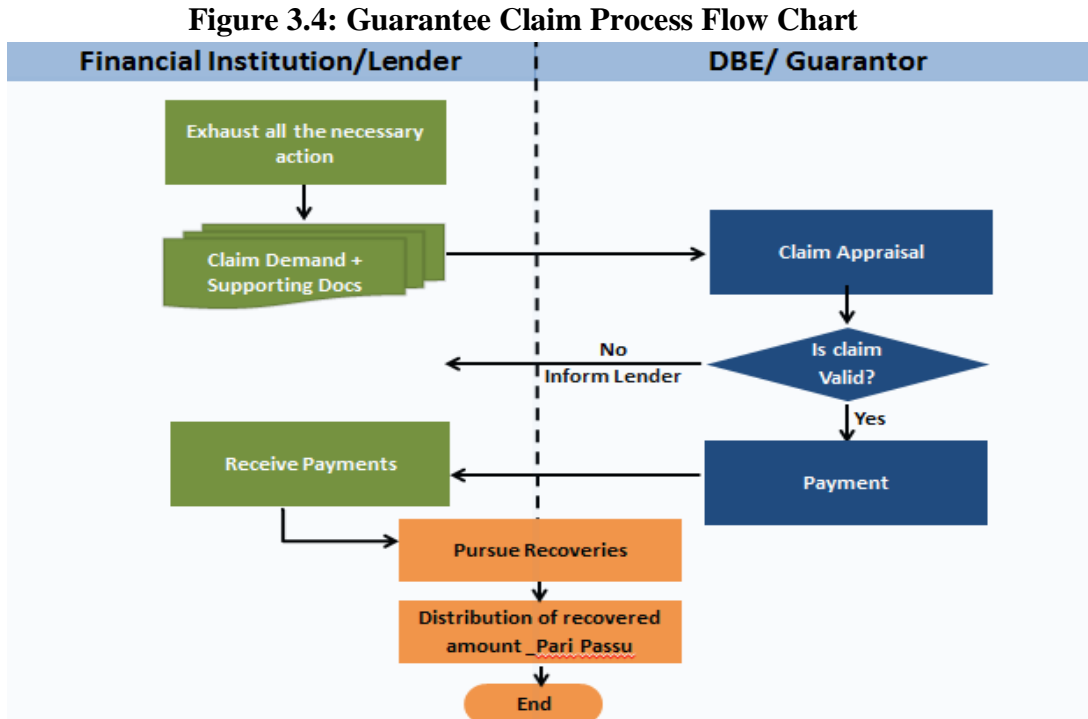 Figure 3.4: Guarantee Claim Process Flow Chart
Financial Institution/Lender
DBE/ Guarantor
Exhaust all the necessary
action
Claim Demand +
Supporting Docs
Claim Appraisal
Is claim
Valid?
No
Inform Lender
Yes
Receive Payments
Payment
Pursue Recoveries
Distribution of recovered
amount _Pari Passu
End